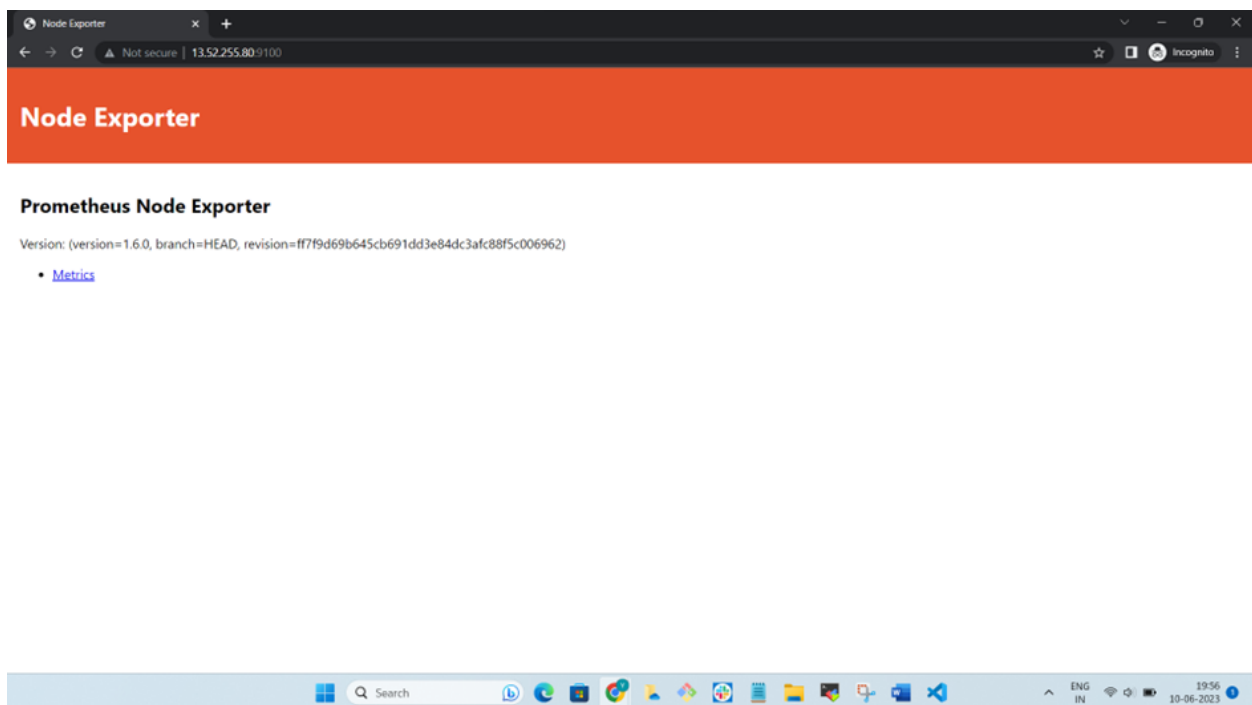 Node Exporter
Not secure | 13.52.255.80:9100
Incognito
Node Exporter
Prometheus Node Exporter
Version: (version=1.6.0, branch=HEAD, revision=ff7f9d69b645cb691dd3e84dc3afc88f5c006962)
Metrics
Search
ENG
IN
19:56
10-06-2023